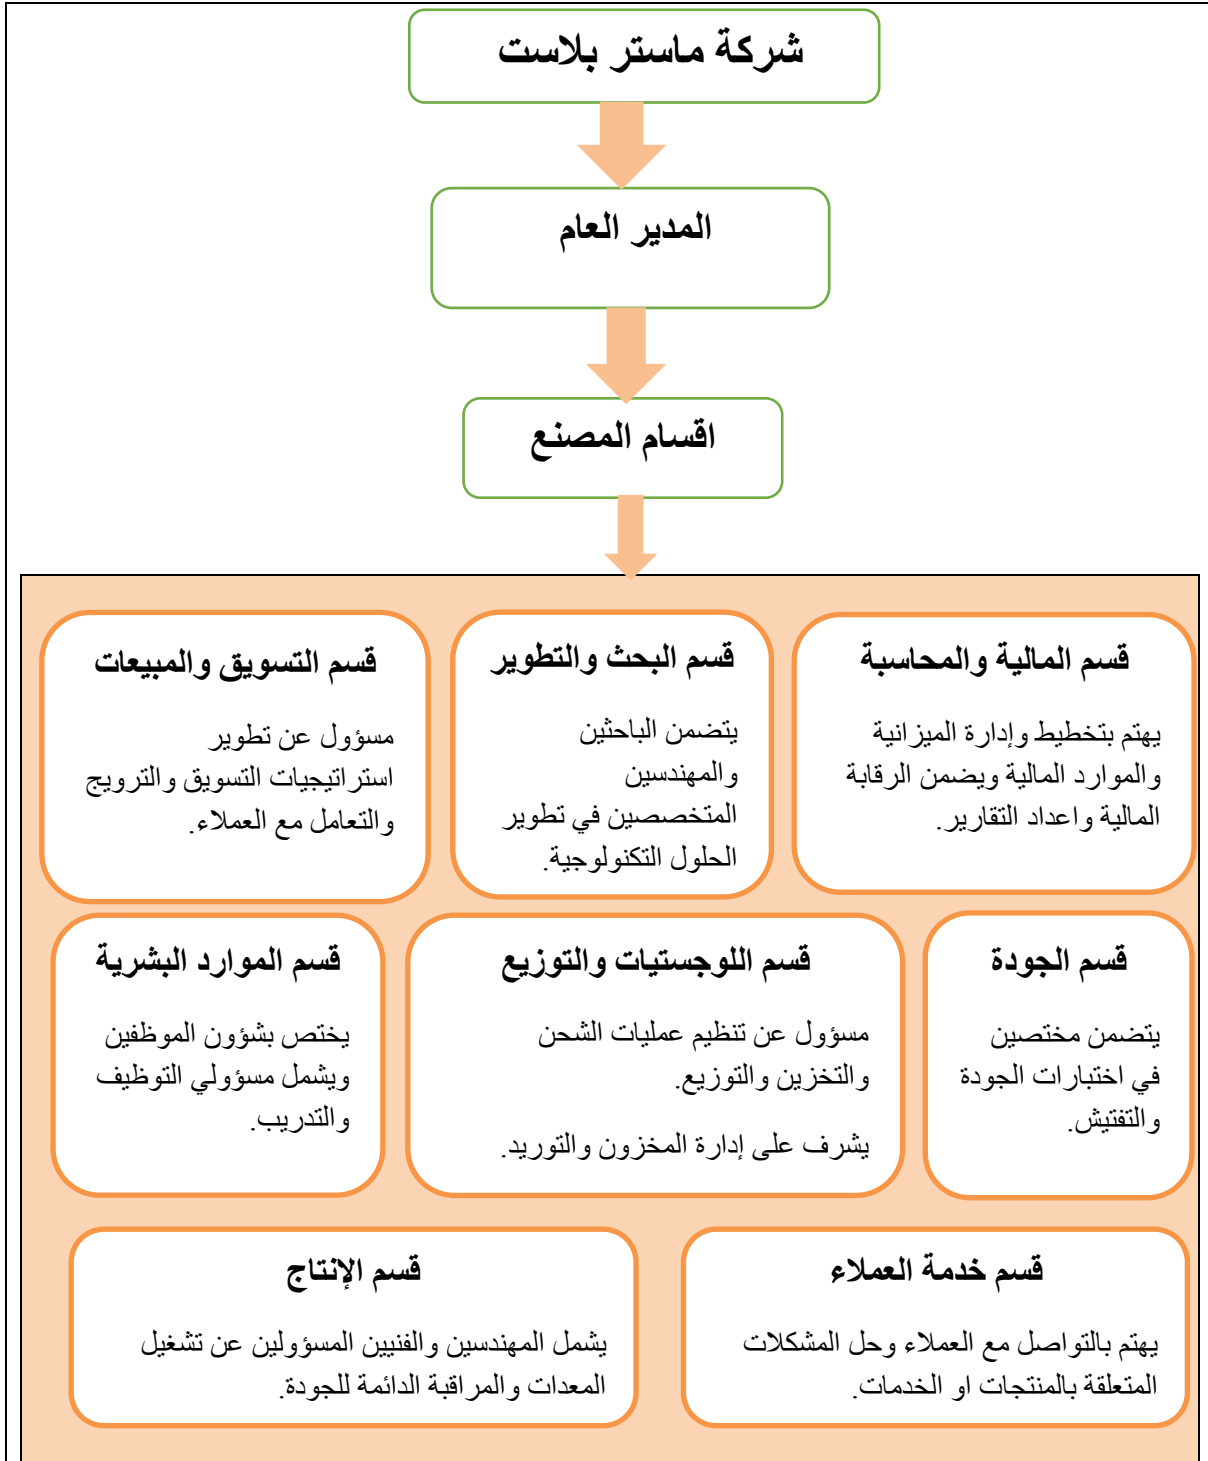 شركة ماستر بلاست
المدير العام
اقسام المصنع
قسم المالية والمحاسبة
يهتم بتخطيط وإدارة الميزانية
والموارد المالية ويضمن الرقابة
المالية واعداد التقارير.
قسم البحث والتطوير
يتضمن الباحثين
والمهندسين
المتخصصين في تطوير
الحلول التكنولوجية.
قسم التسويق والمبيعات
مسؤول عن تطوير
استراتيجيات التسويق والترويج
والتعامل مع العملاء.
قسم الجودة
يتضمن مختصين
في اختبارات الجودة
والتفتيش.
قسم اللوجستيات والتوزيع
مسؤول عن تنظيم عمليات الشحن
والتخزين والتوزيع.
يشرف على إدارة المخزون والتوريد.
قسم الموارد البشرية
يختص بشؤون الموظفين
ويشمل مسؤولي التوظيف
والتدريب.
قسم خدمة العملاء
يهتم بالتواصل مع العملاء وحل المشكلات
المتعلقة بالمنتجات او الخدمات.
قسم الإنتاج
يشمل المهندسين والفنيين المسؤولين عن تشغيل
المعدات والمراقبة الدائمة للجودة.